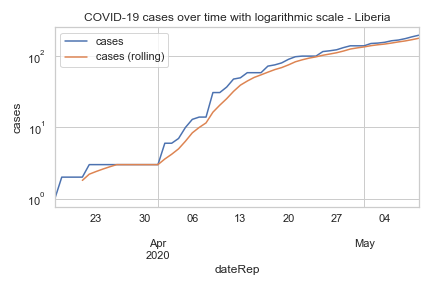 COVID-19 cases over time with logarithmic scale - Liberia
cases
cases (rolling)
10²
10¹
10⁰
cases
23 30 06 13 20 27 04
Apr May
2020
dateRep